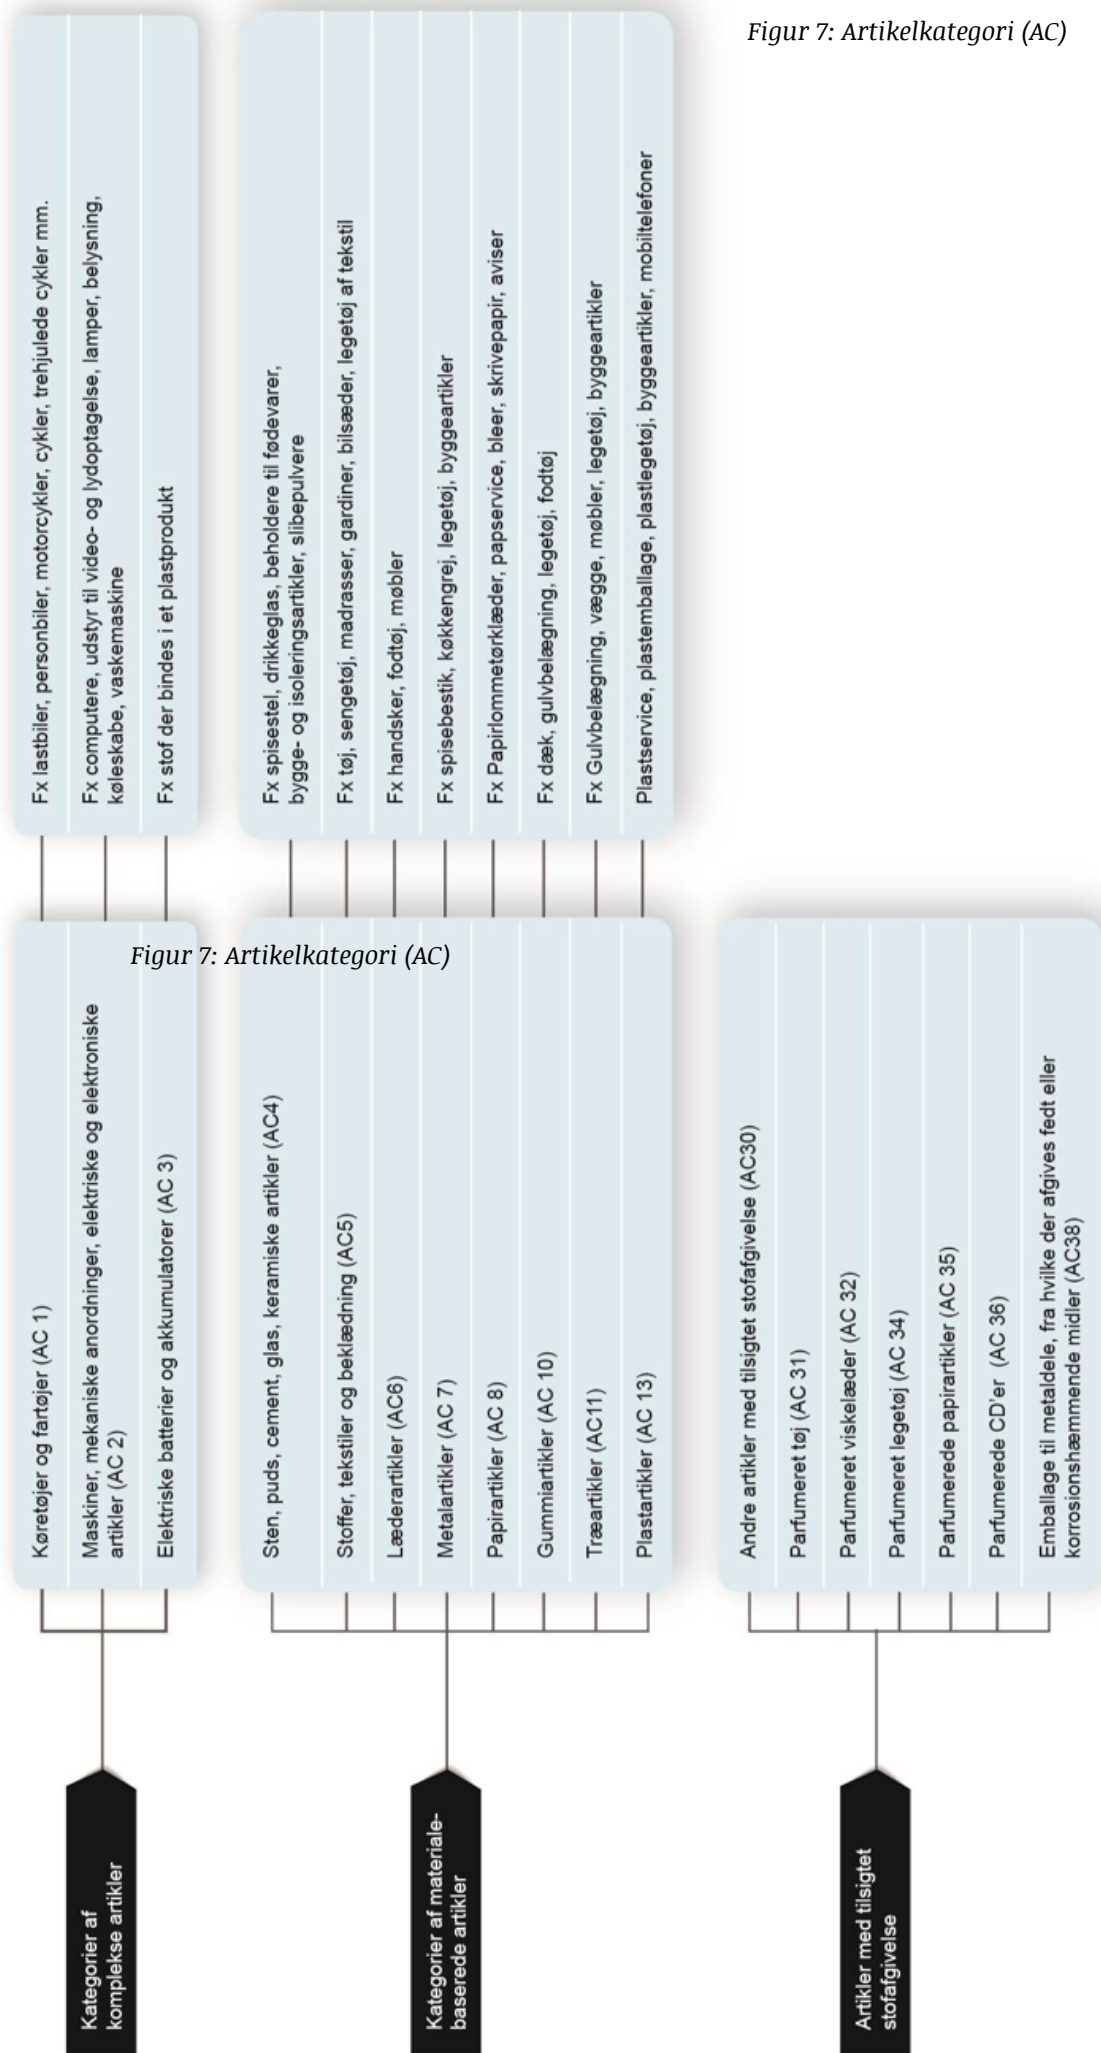 Figur 7: Artikelkategori (AC)
Kategorier af
komplekse artikler
Køretøjer og fartøjer (AC 1)
Fx lastbiler, personbiler, motorcykler, cykler, trehjulede cykler mm.
Maskiner, mekaniske anordninger, elektriske og elektroniske
artikler (AC 2)
Fx computere, udstyr til video- og lydoptagelse, lamper, belysning,
køleskabe, vaskemaskine
Elektriske batterier og akkumulatorer (AC 3)
Fx stof der bindes i et plastprodukt
Figur 7: Artikelkategori (AC)
Kategorier af materiale-
baserede artikler
Sten, puds, cement, glas, keramiske artikler (AC4)
Fx spisestel, drikkeglas, beholdere til fødevarer,
bygge- og isoleringsartikler, slibepulvere
Stoffer, tekstiler og beklædning (AC5)
Fx tøj, sengetøj, madrasser, gardiner, bilsæder, legetøj af tekstil
Læderartikler (AC6)
Fx handsker, fodtøj, møbler
Metalartikler (AC 7)
Fx spisebestik, køkkengrej, legetøj, byggeartikler
Papirartikler (AC 8)
Fx Papirlommetørklæder, papservice, bleer, skrivepapir, aviser
Gummiartikler (AC 10)
Fx dæk, gulvbelægning, legetøj, fodtøj
Træartikler (AC11)
Fx Gulvbelægning, vægge, møbler, legetøj, byggeartikler
Plastartikler (AC 13)
Plastservice, plastemballage, plastlegetøj, byggeartikler, mobiltelefoner
Artikler med tilsigtet
stofafgivelse
Andre artikler med tilsigtet stofafgivelse (AC30)
Parfumeret tøj (AC 31)
Parfumeret viskelæder (AC 32)
Parfumeret legetøj (AC 34)
Parfumerede papirartikler (AC 35)
Parfumerede CD'er (AC 36)
Emballage til metaldele, fra hvilke der afgives fedt eller
korrosionshæmmende midler (AC38)